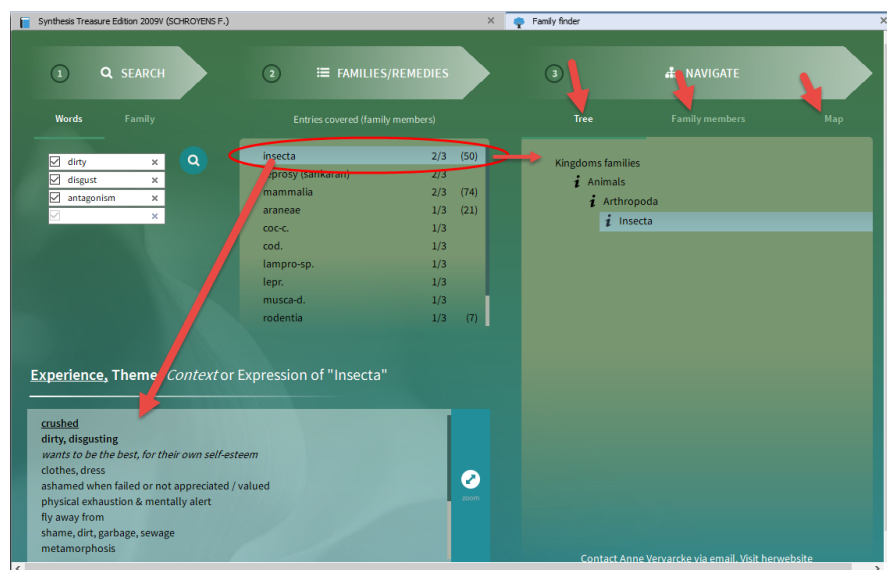 Synthesis Treasure Edition 2009V (SCHROYENS F.)
Family finder
1 SEARCH
2 FAMILIES/REMEDIES
3 NAVIGATE
Words Family
Entries covered (family members)
Tree Family members Map
dirty
disgust
antagonism
insecta 2/3 (50)
leprosy (sankaran) 2/3
mammalia 2/3 (74)
araneae 1/3 (21)
coc-c. 1/3
cod. 1/3
lampro-sp. 1/3
lepr. 1/3
musca-d. 1/3
rodentia 1/3 (7)
Kingdoms families
i Animals
i Arthropoda
i Insecta
Experience, Theme, Context or Expression of "Insecta"
crushed
dirty, disgusting
wants to be the best, for their own self-esteem
clothes, dress
ashamed when failed or not appreciated / valued
physical exhaustion & mentally alert
fly away from
shame, dirt, garbage, sewage
metamorphosis
zoom
Contact Anne Vervarcke via email. Visit herwebsite